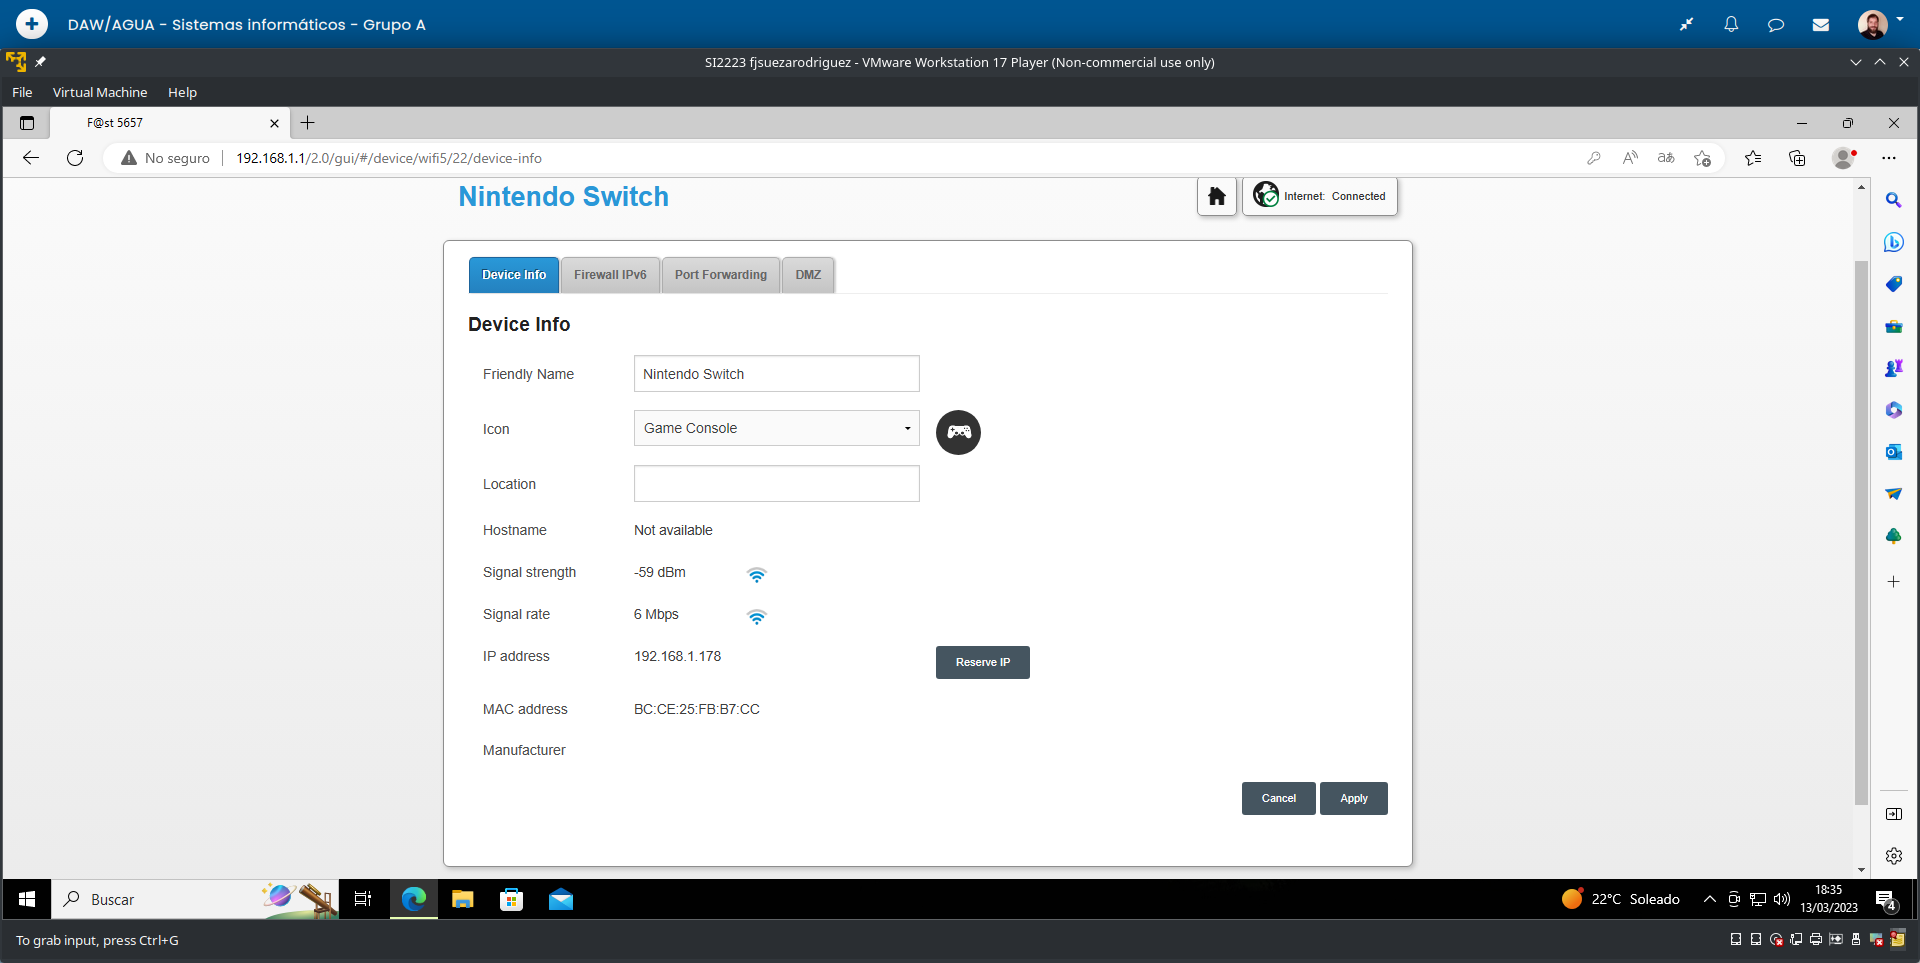 DAW/AGUA - Sistemas informáticos - Grupo A
SI2223 fjsuezarodriguez - VMware Workstation 17 Player (Non-commercial use only)
File Virtual Machine Help
F@st 5657
No seguro 192.168.1.1/2.0/gui/#/device/wifi5/22/device-info
Nintendo Switch
Internet: Connected
Device Info Firewall IPv6 Port Forwarding DMZ
Device Info
Friendly Name Nintendo Switch
Icon Game Console
Location
Hostname Not available
Signal strength -59 dBm
Signal rate 6 Mbps
IP address 192.168.1.178 Reserve IP
MAC address BC:CE:25:FB:B7:CC
Manufacturer
Cancel Apply
Buscar
22°C Soleado
18:35
13/03/2023
4
To grab input, press Ctrl+G